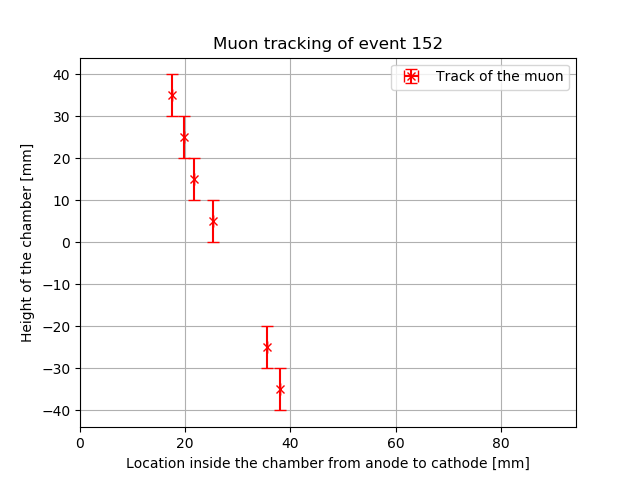 Muon tracking of event 152
Track of the muon
Height of the chamber [mm]
40
30
20
10
0
−10
−20
−30
−40
0 20 40 60 80
Location inside the chamber from anode to cathode [mm]